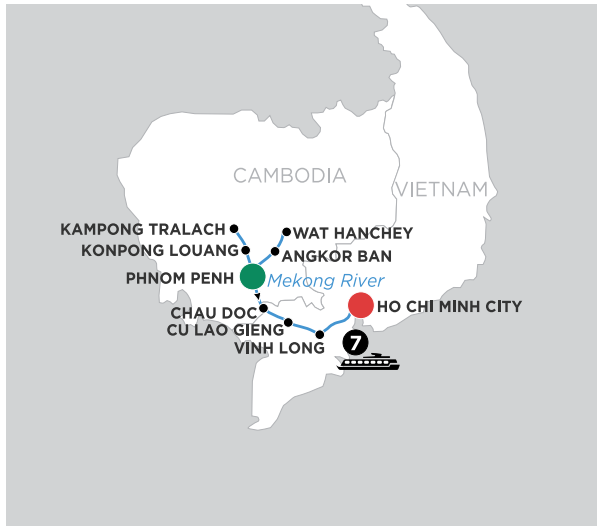 CAMBODIA
VIETNAM
KAMPONG TRALACH
WAT HANCHEY
KONPONG LOUANG
ANGKOR BAN
PHNOM PENH
Mekong River
CHAU DOC
HO CHI MINH CITY
CU LAO GIENG
VINH LONG
7